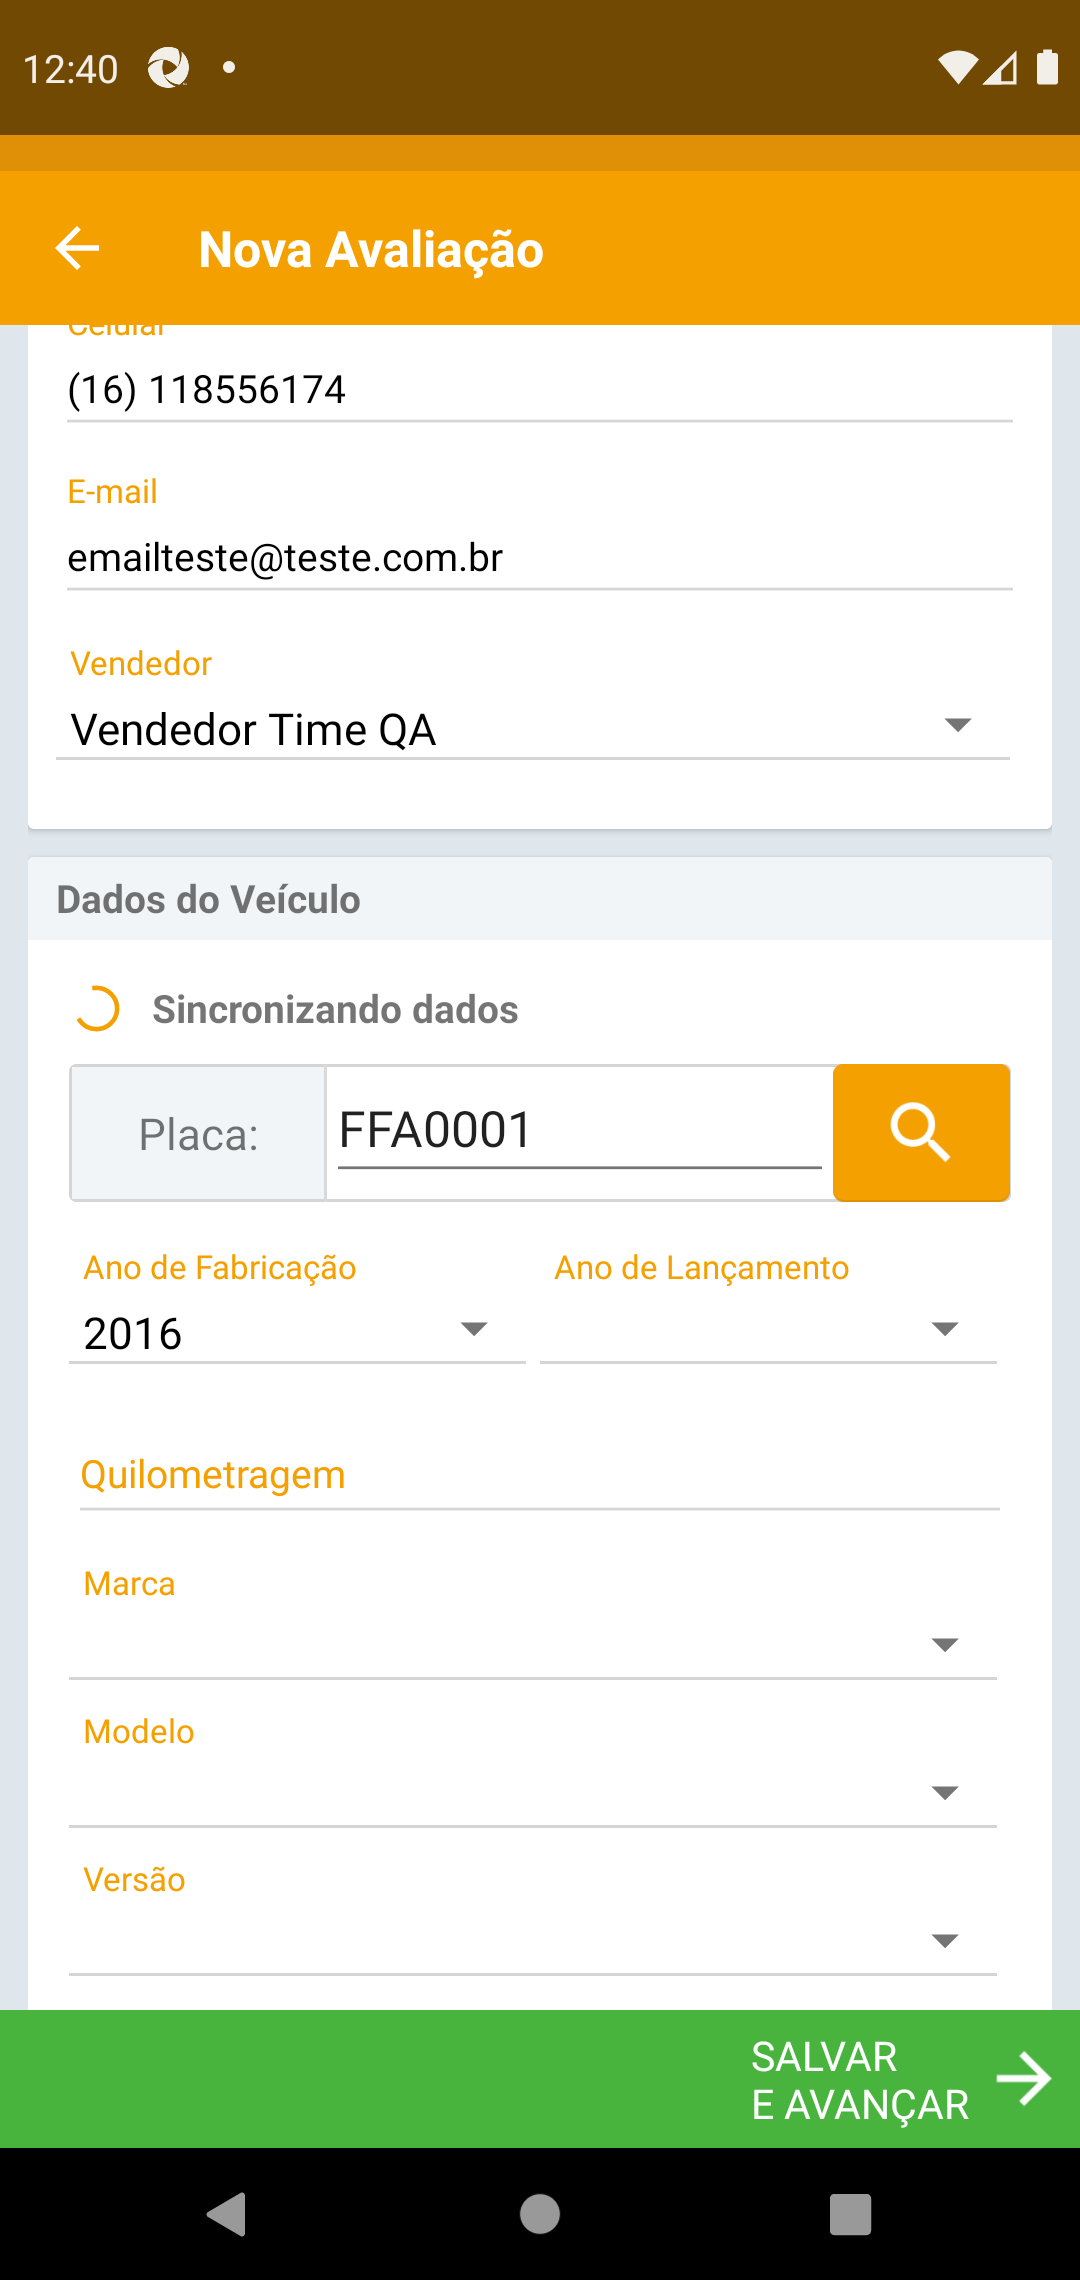 12:40
Nova Avaliação
Celular
(16) 118556174
E-mail
emailteste@teste.com.br
Vendedor
Vendedor Time QA
Dados do Veículo
Sincronizando dados
Placa: FFA0001
Ano de Fabricação Ano de Lançamento
2016
Quilometragem
Marca
Modelo
Versão
SALVAR
E AVANÇAR